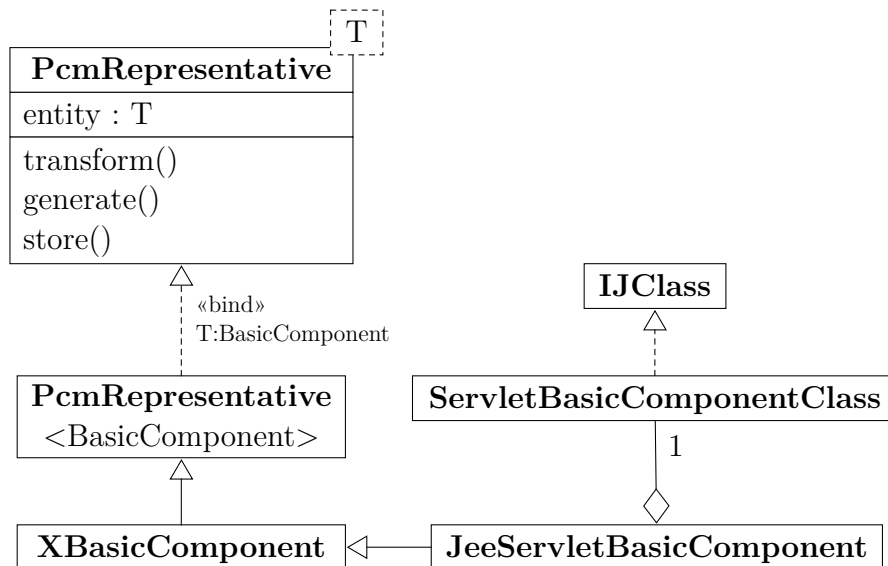 T
PcmRepresentative
entity : T
transform()
generate()
store()
«bind»
T:BasicComponent
IJClass
PcmRepresentative
<BasicComponent>
ServletBasicComponentClass
1
XBasicComponent
JeeServletBasicComponent